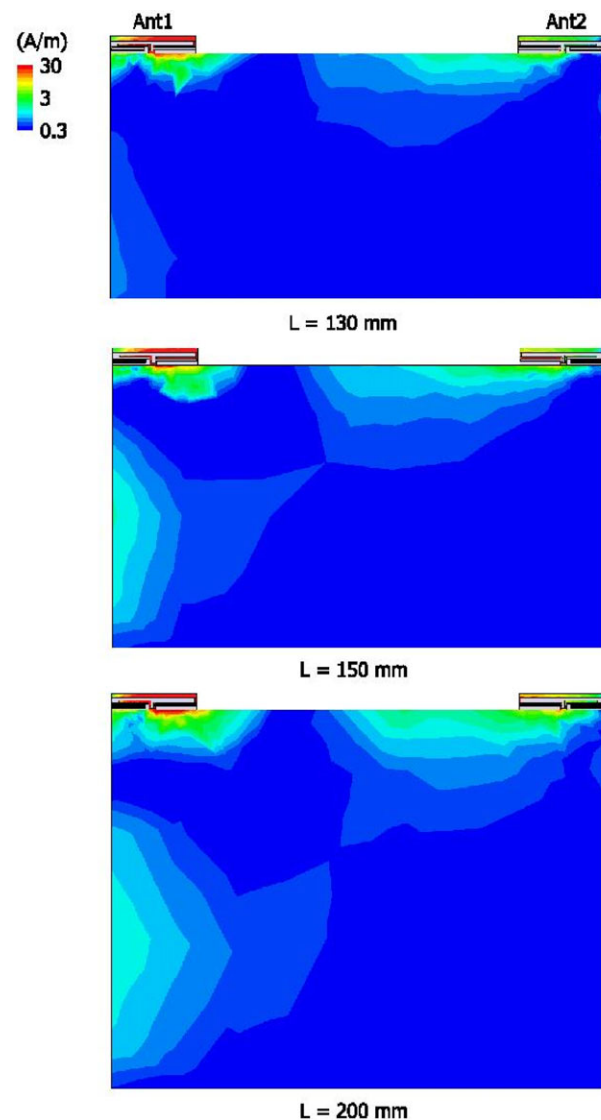 Ant1
Ant2
(A/m)
30
3
0.3
L = 130 mm
L = 150 mm
L = 200 mm